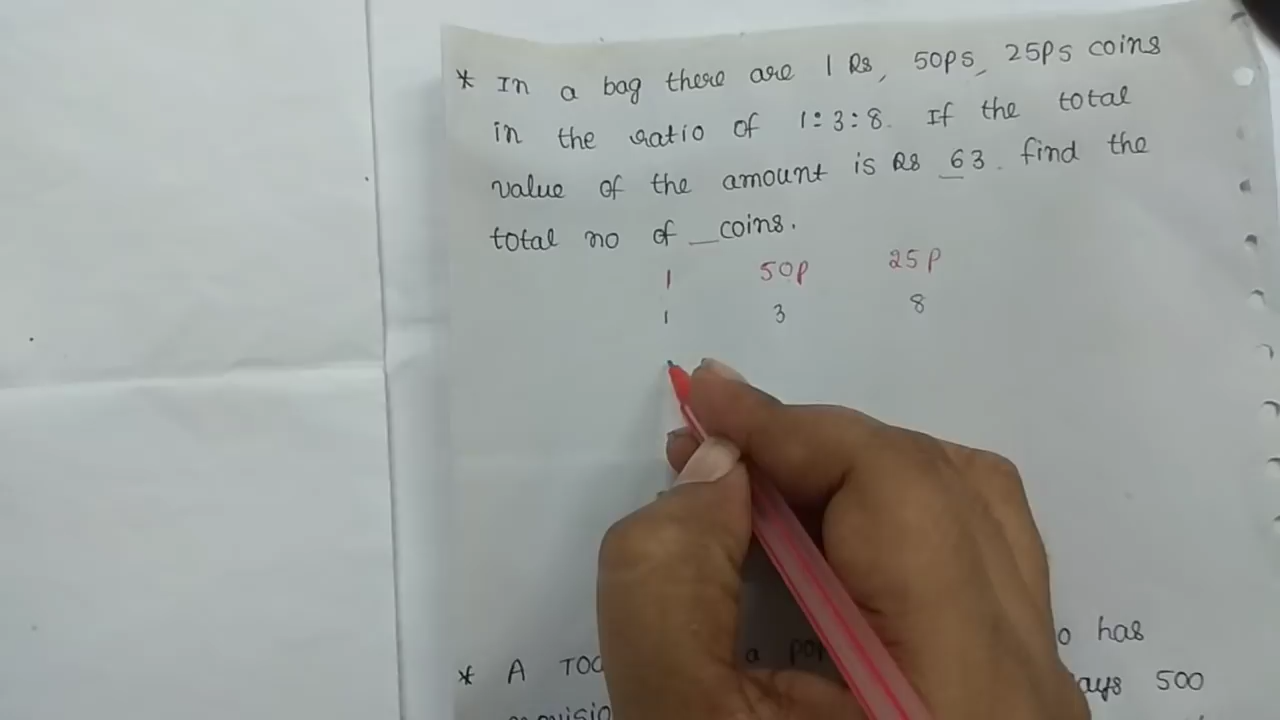 * In a bag there are 1 Rs, 50ps, 25ps coins
in the ratio of 1:3:8. If the total
value of the amount is Rs 63. find the
total no of _ coins.
1 50p 25p
1 3 8
* A a has
500